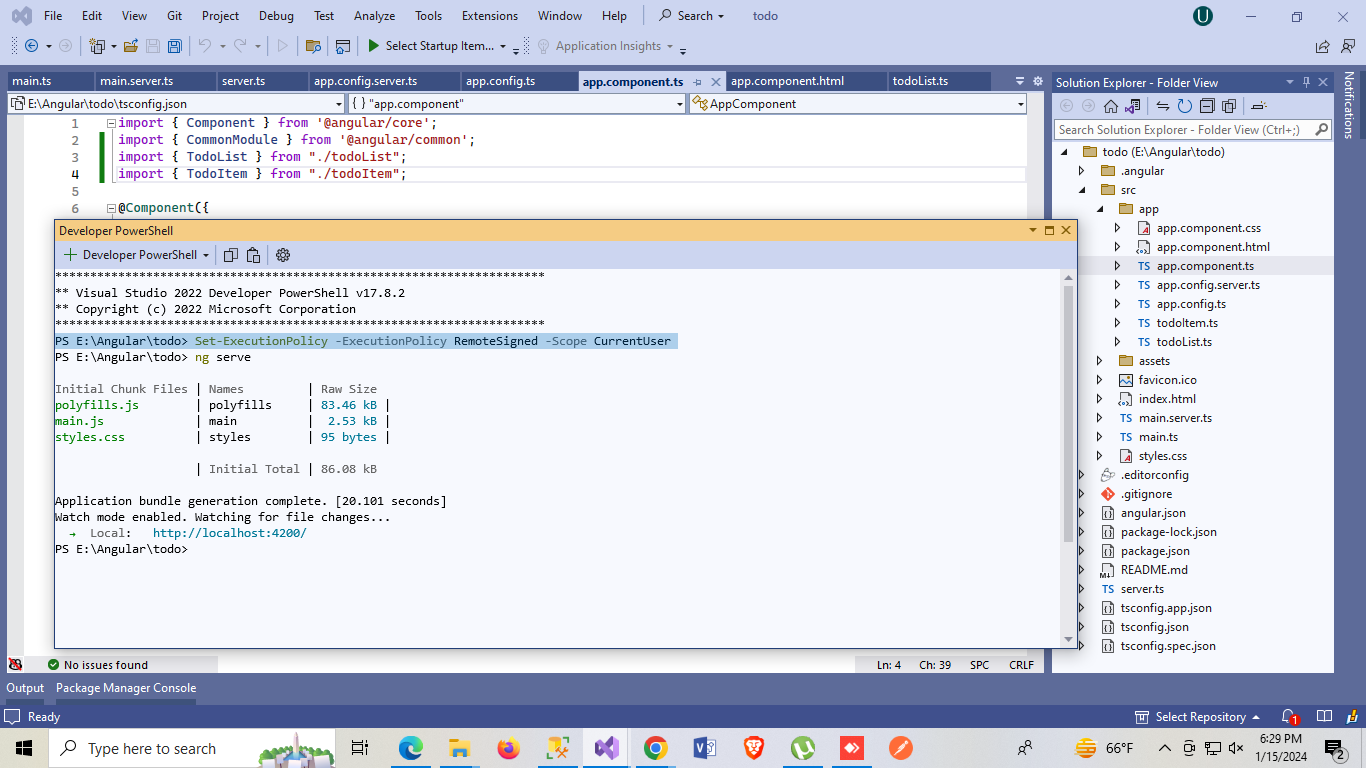 File Edit View Git Project Debug Test Analyze Tools Extensions Window Help Search todo U
Select Startup Item... Application Insights
main.ts main.server.ts server.ts app.config.server.ts app.config.ts app.component.ts app.component.html todoList.ts
E:\Angular\todo\tsconfig.json { } "app.component" AppComponent
1 import { Component } from '@angular/core';
2 import { CommonModule } from '@angular/common';
3 import { TodoList } from "./todoList";
4 import { TodoItem } from "./todoItem";
5
6 @Component({
Developer PowerShell
Developer PowerShell
**********************************************************************
** Visual Studio 2022 Developer PowerShell v17.8.2
** Copyright (c) 2022 Microsoft Corporation
**********************************************************************
PS E:\Angular\todo> Set-ExecutionPolicy -ExecutionPolicy RemoteSigned -Scope CurrentUser
PS E:\Angular\todo> ng serve
Initial Chunk Files | Names | Raw Size
polyfills.js | polyfills | 83.46 kB |
main.js | main | 2.53 kB |
styles.css | styles | 95 bytes |
| Initial Total | 86.08 kB
Application bundle generation complete. [20.101 seconds]
Watch mode enabled. Watching for file changes...
→ Local: http://localhost:4200/
PS E:\Angular\todo>
No issues found Ln: 4 Ch: 39 SPC CRLF
Solution Explorer - Folder View
Search Solution Explorer - Folder View (Ctrl+;)
todo (E:\Angular\todo)
.angular
src
app
app.component.css
app.component.html
TS app.component.ts
TS app.config.server.ts
TS app.config.ts
TS todoItem.ts
TS todoList.ts
assets
favicon.ico
index.html
TS main.server.ts
TS main.ts
styles.css
.editorconfig
.gitignore
angular.json
package-lock.json
package.json
README.md
TS server.ts
tsconfig.app.json
tsconfig.json
tsconfig.spec.json
Notifications
Output Package Manager Console
Ready Select Repository 1
Type here to search 66°F 6:29 PM
1/15/2024 2